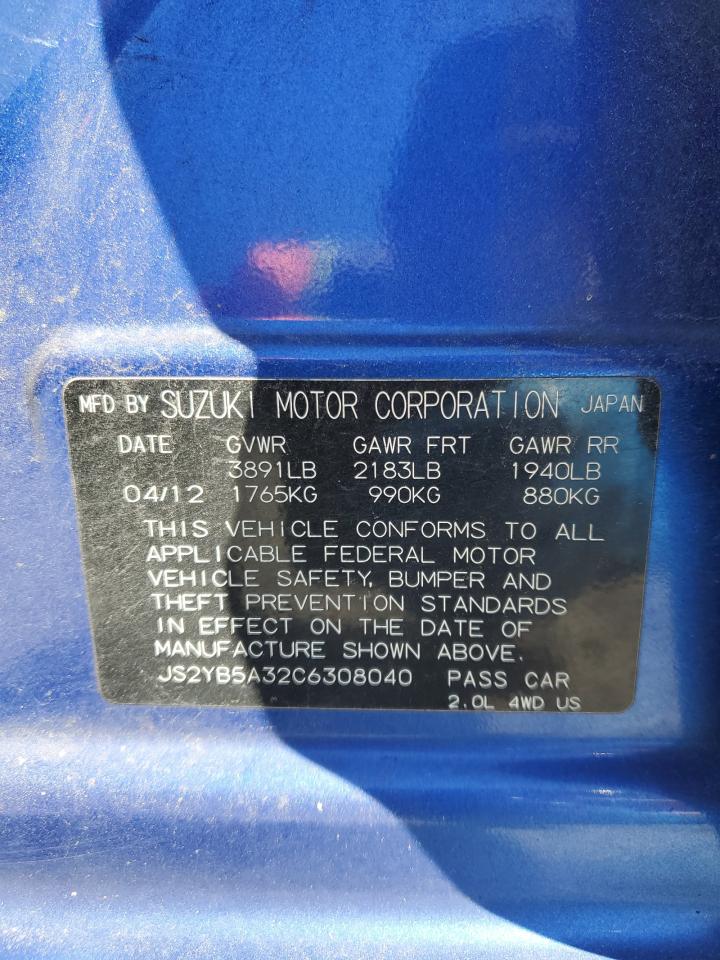 MFD BY SUZUKI MOTOR CORPORATION JAPAN
DATE GVWR GAWR FRT GAWR RR
3891LB 2183LB 1940LB
04/12 1765KG 990KG 880KG
THIS VEHICLE CONFORMS TO ALL
APPLICABLE FEDERAL MOTOR
VEHICLE SAFETY, BUMPER AND
THEFT PREVENTION STANDARDS
IN EFFECT ON THE DATE OF
MANUFACTURE SHOWN ABOVE.
JS2YB5A32C6308040 PASS CAR
2.0L 4WD US